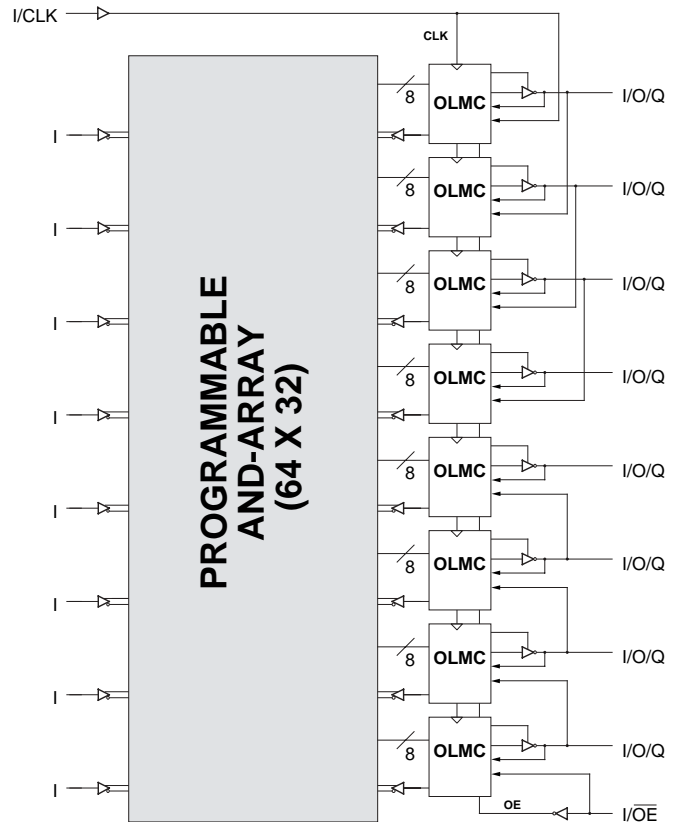 I/CLK
CLK
8
OLMC
I/O/Q
I
8
OLMC
I/O/Q
I
8
OLMC
I/O/Q
I
8
OLMC
I/O/Q
I
PROGRAMMABLE
AND-ARRAY
(64 X 32)
8
OLMC
I/O/Q
I
8
OLMC
I/O/Q
I
8
OLMC
I/O/Q
I
8
OLMC
I/O/Q
I
OE
I/O̅E̅